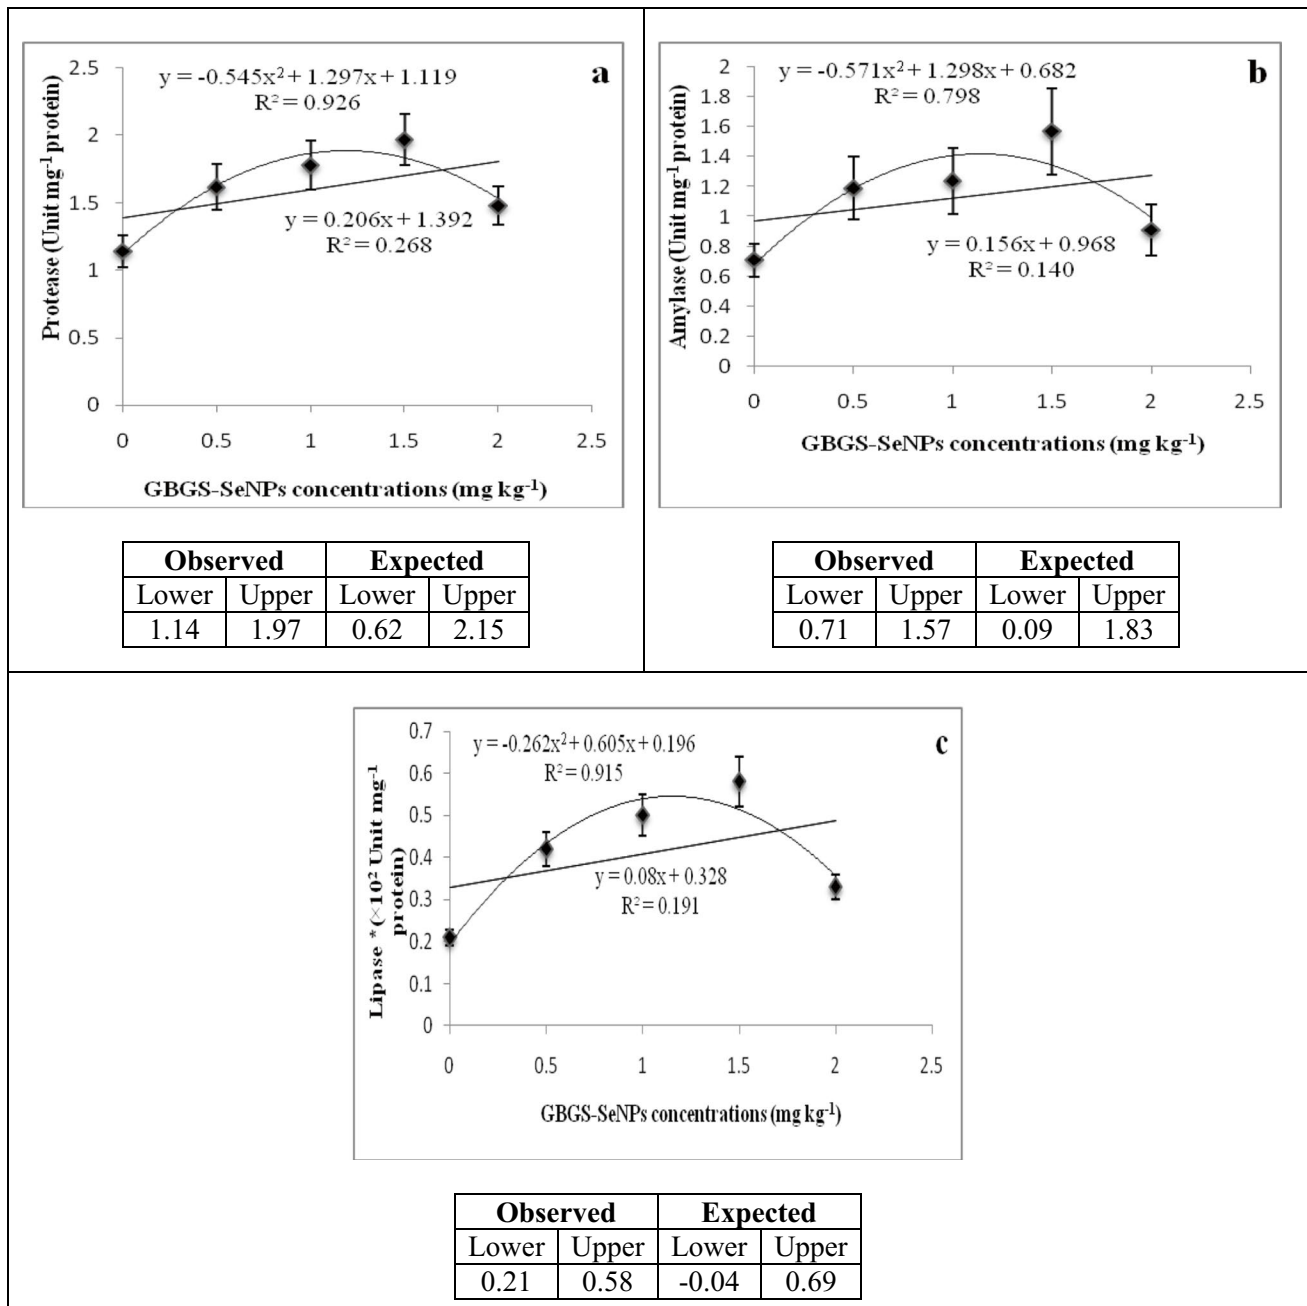 a
y = -0.545x² + 1.297x + 1.119
R² = 0.926
y = 0.206x + 1.392
R² = 0.268
Protease (Unit mg⁻¹ protein)
2.5
2
1.5
1
0.5
0
0 0.5 1 1.5 2 2.5
GBGS-SeNPs concentrations (mg kg⁻¹)
Observed Expected
Lower Upper Lower Upper
1.14 1.97 0.62 2.15
b
y = -0.571x² + 1.298x + 0.682
R² = 0.798
y = 0.156x + 0.968
R² = 0.140
Amylase (Unit mg⁻¹ protein)
2
1.8
1.6
1.4
1.2
1
0.8
0.6
0.4
0.2
0
0 0.5 1 1.5 2 2.5
GBGS-SeNPs concentrations (mg kg⁻¹)
Observed Expected
Lower Upper Lower Upper
0.71 1.57 0.09 1.83
c
y = -0.262x² + 0.605x + 0.196
R² = 0.915
y = 0.08x + 0.328
R² = 0.191
Lipase *(×10² Unit mg⁻¹
protein)
0.7
0.6
0.5
0.4
0.3
0.2
0.1
0
0 0.5 1 1.5 2 2.5
GBGS-SeNPs concentrations (mg kg⁻¹)
Observed Expected
Lower Upper Lower Upper
0.21 0.58 -0.04 0.69